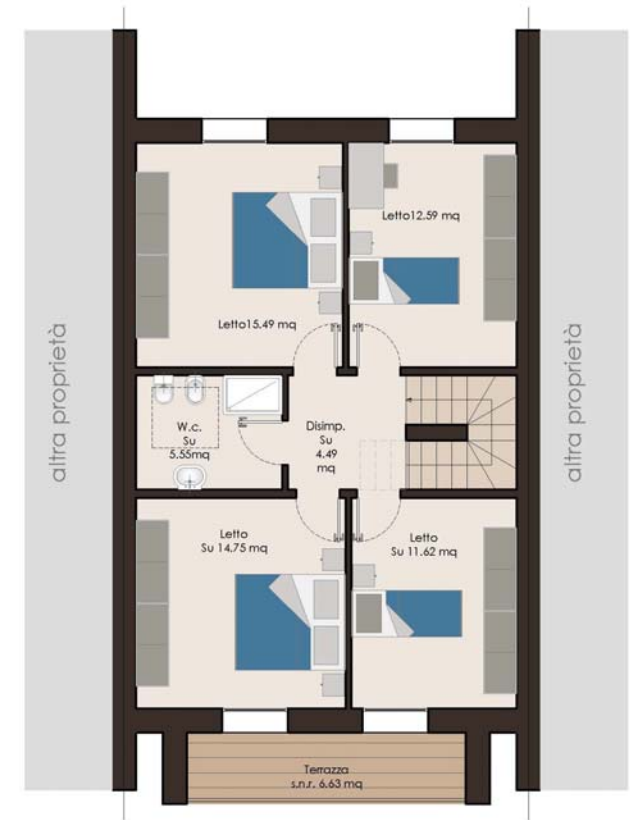 Letto12.59 mq
Letto15.49 mq
altra proprietà
altra proprietà
W.c.
Su
5.55mq
Disimp.
Su
4.49
mq
Letto
Su 14.75 mq
Letto
Su 11.62 mq
Terrazza
s.n.r. 6.63 mq